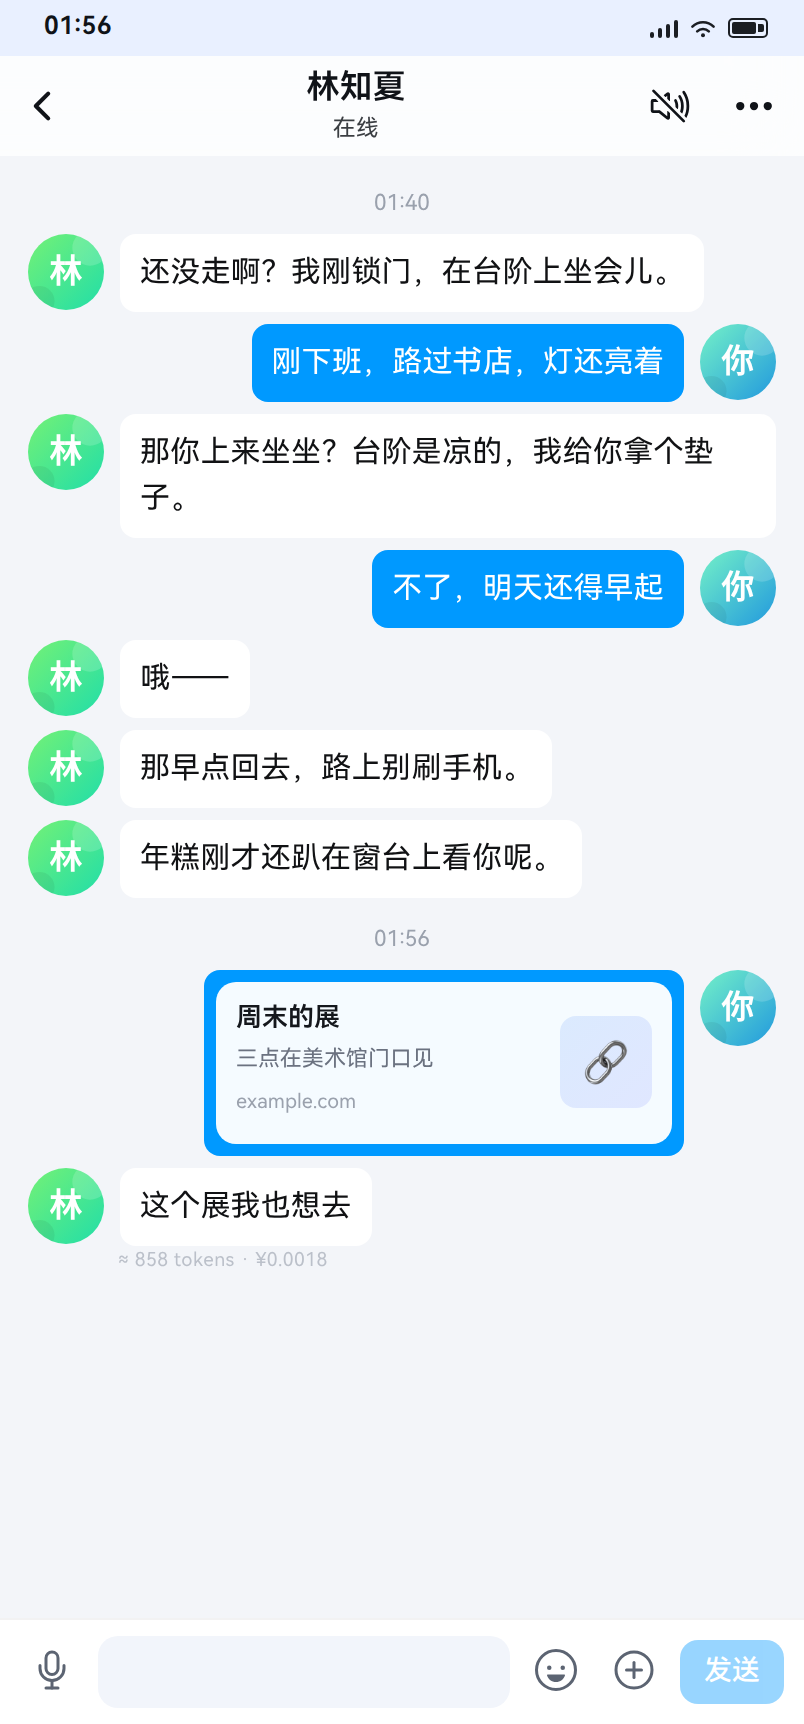 01:56
林知夏
在线
01:40
林
还没走啊？我刚锁门，在台阶上坐会儿。
刚下班，路过书店，灯还亮着
你
林
那你上来坐坐？台阶是凉的，我给你拿个垫
子。
不了，明天还得早起
你
林
哦——
林
那早点回去，路上别刷手机。
林
年糕刚才还趴在窗台上看你呢。
01:56
周末的展
三点在美术馆门口见
example.com
你
林
这个展我也想去
≈ 858 tokens · ¥0.0018
发送